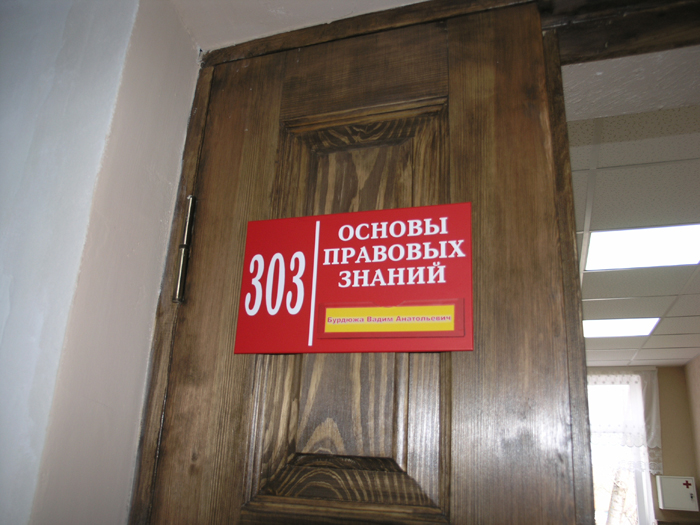 303
ОСНОВЫ
ПРАВОВЫХ
ЗНАНИЙ
Бурдюжа Вадим Анатольевич